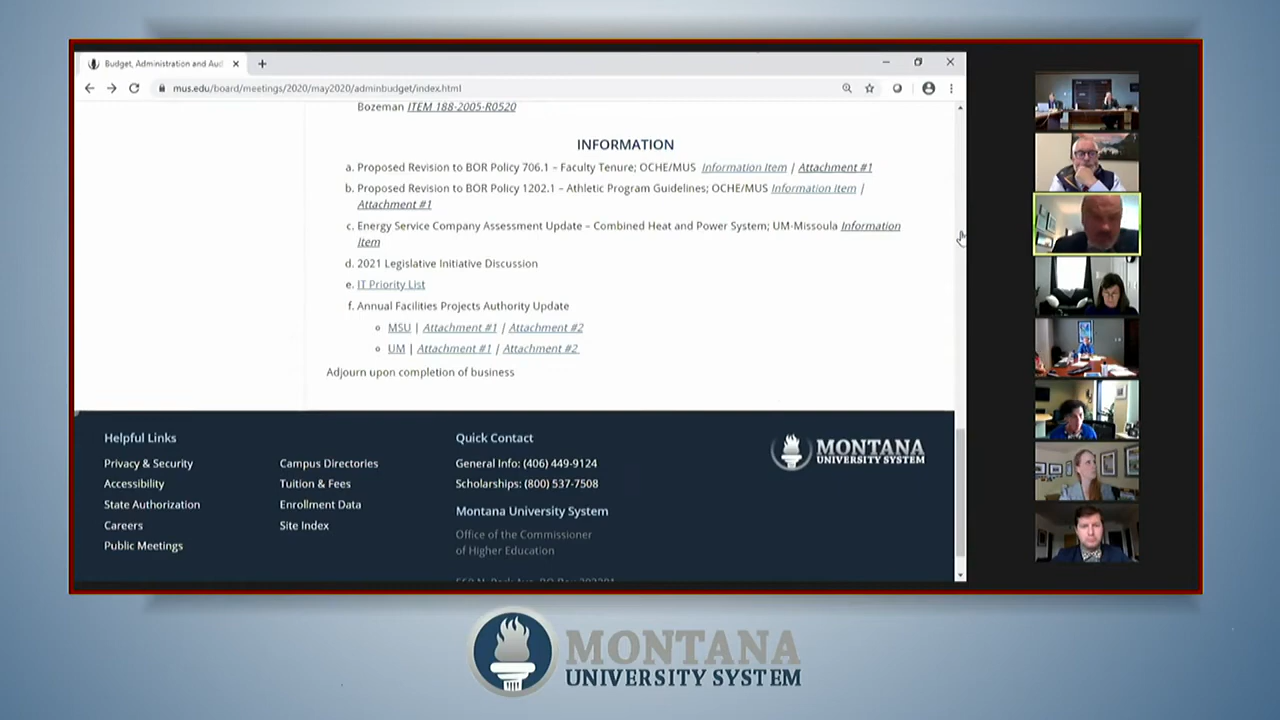 Budget, Administration and Aud
mus.edu/board/meetings/2020/may2020/adminbudget/index.html
Bozeman ITEM 188-2005-R0520
INFORMATION
a. Proposed Revision to BOR Policy 706.1 – Faculty Tenure; OCHE/MUS Information Item | Attachment #1
b. Proposed Revision to BOR Policy 1202.1 – Athletic Program Guidelines; OCHE/MUS Information Item |
Attachment #1
c. Energy Service Company Assessment Update – Combined Heat and Power System; UM-Missoula Information
Item
d. 2021 Legislative Initiative Discussion
e. IT Priority List
f. Annual Facilities Projects Authority Update
MSU | Attachment #1 | Attachment #2
UM | Attachment #1 | Attachment #2
Adjourn upon completion of business
Helpful Links
Privacy & Security
Accessibility
State Authorization
Careers
Public Meetings
Campus Directories
Tuition & Fees
Enrollment Data
Site Index
Quick Contact
General Info: (406) 449-9124
Scholarships: (800) 537-7508
Montana University System
Office of the Commissioner
of Higher Education
MONTANA
UNIVERSITY SYSTEM
MONTANA
UNIVERSITY SYSTEM